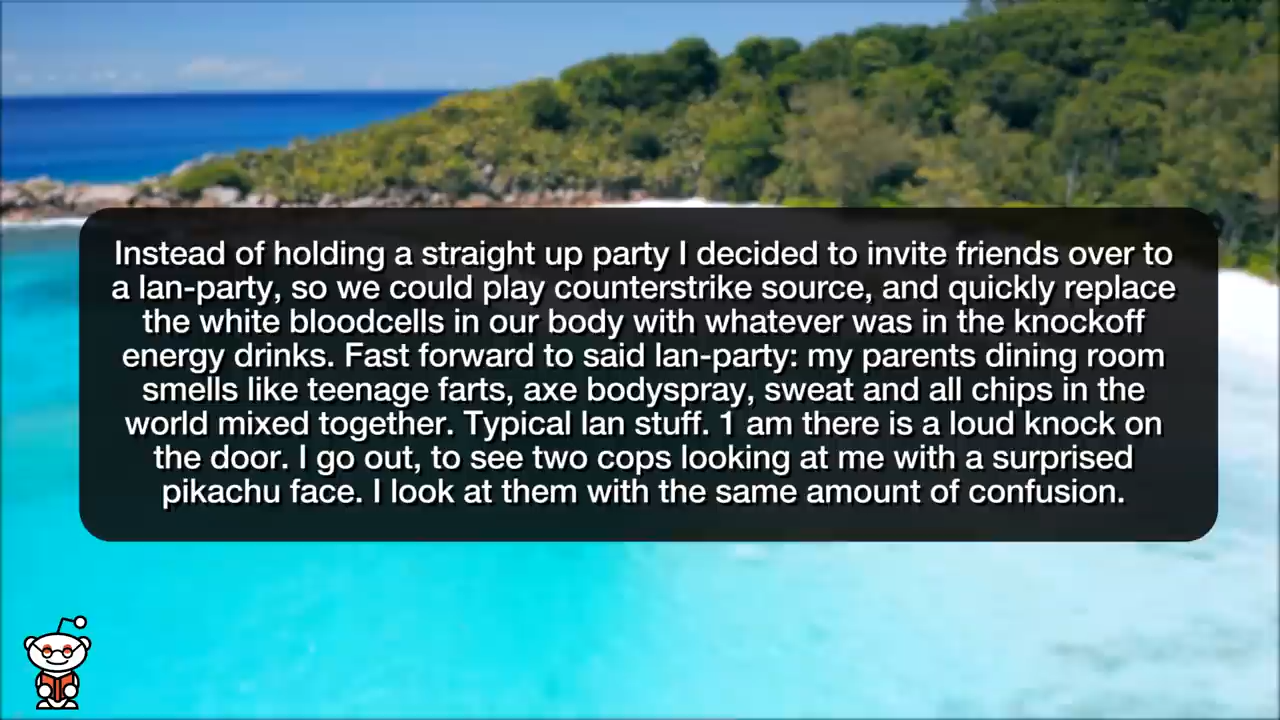 Instead of holding a straight up party I decided to invite friends over to
a lan-party, so we could play counterstrike source, and quickly replace
the white bloodcells in our body with whatever was in the knockoff
energy drinks. Fast forward to said lan-party: my parents dining room
smells like teenage farts, axe bodyspray, sweat and all chips in the
world mixed together. Typical lan stuff. 1 am there is a loud knock on
the door. I go out, to see two cops looking at me with a surprised
pikachu face. I look at them with the same amount of confusion.